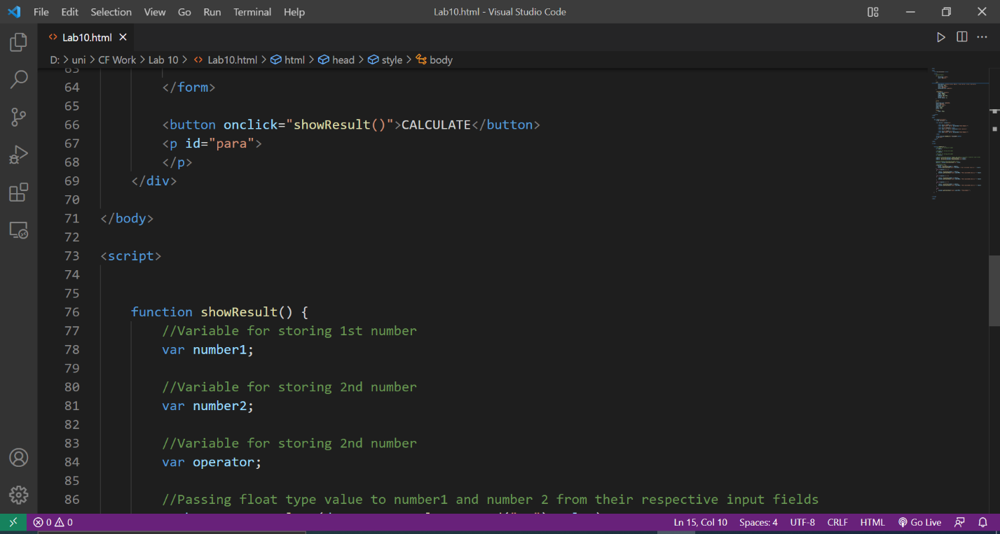 File Edit Selection View Go Run Terminal Help Lab10.html - Visual Studio Code
Lab10.html
D: > uni > CF Work > Lab 10 > Lab10.html > html > head > style > body
63
64 </form>
65
66 <button onclick="showResult()">CALCULATE</button>
67 <p id="para">
68 </p>
69 </div>
70
71 </body>
72
73 <script>
74
75
76 function showResult() {
77 //Variable for storing 1st number
78 var number1;
79
80 //Variable for storing 2nd number
81 var number2;
82
83 //Variable for storing 2nd number
84 var operator;
85
86 //Passing float type value to number1 and number 2 from their respective input fields
0 0 Ln 15, Col 10 Spaces: 4 UTF-8 CRLF HTML Go Live